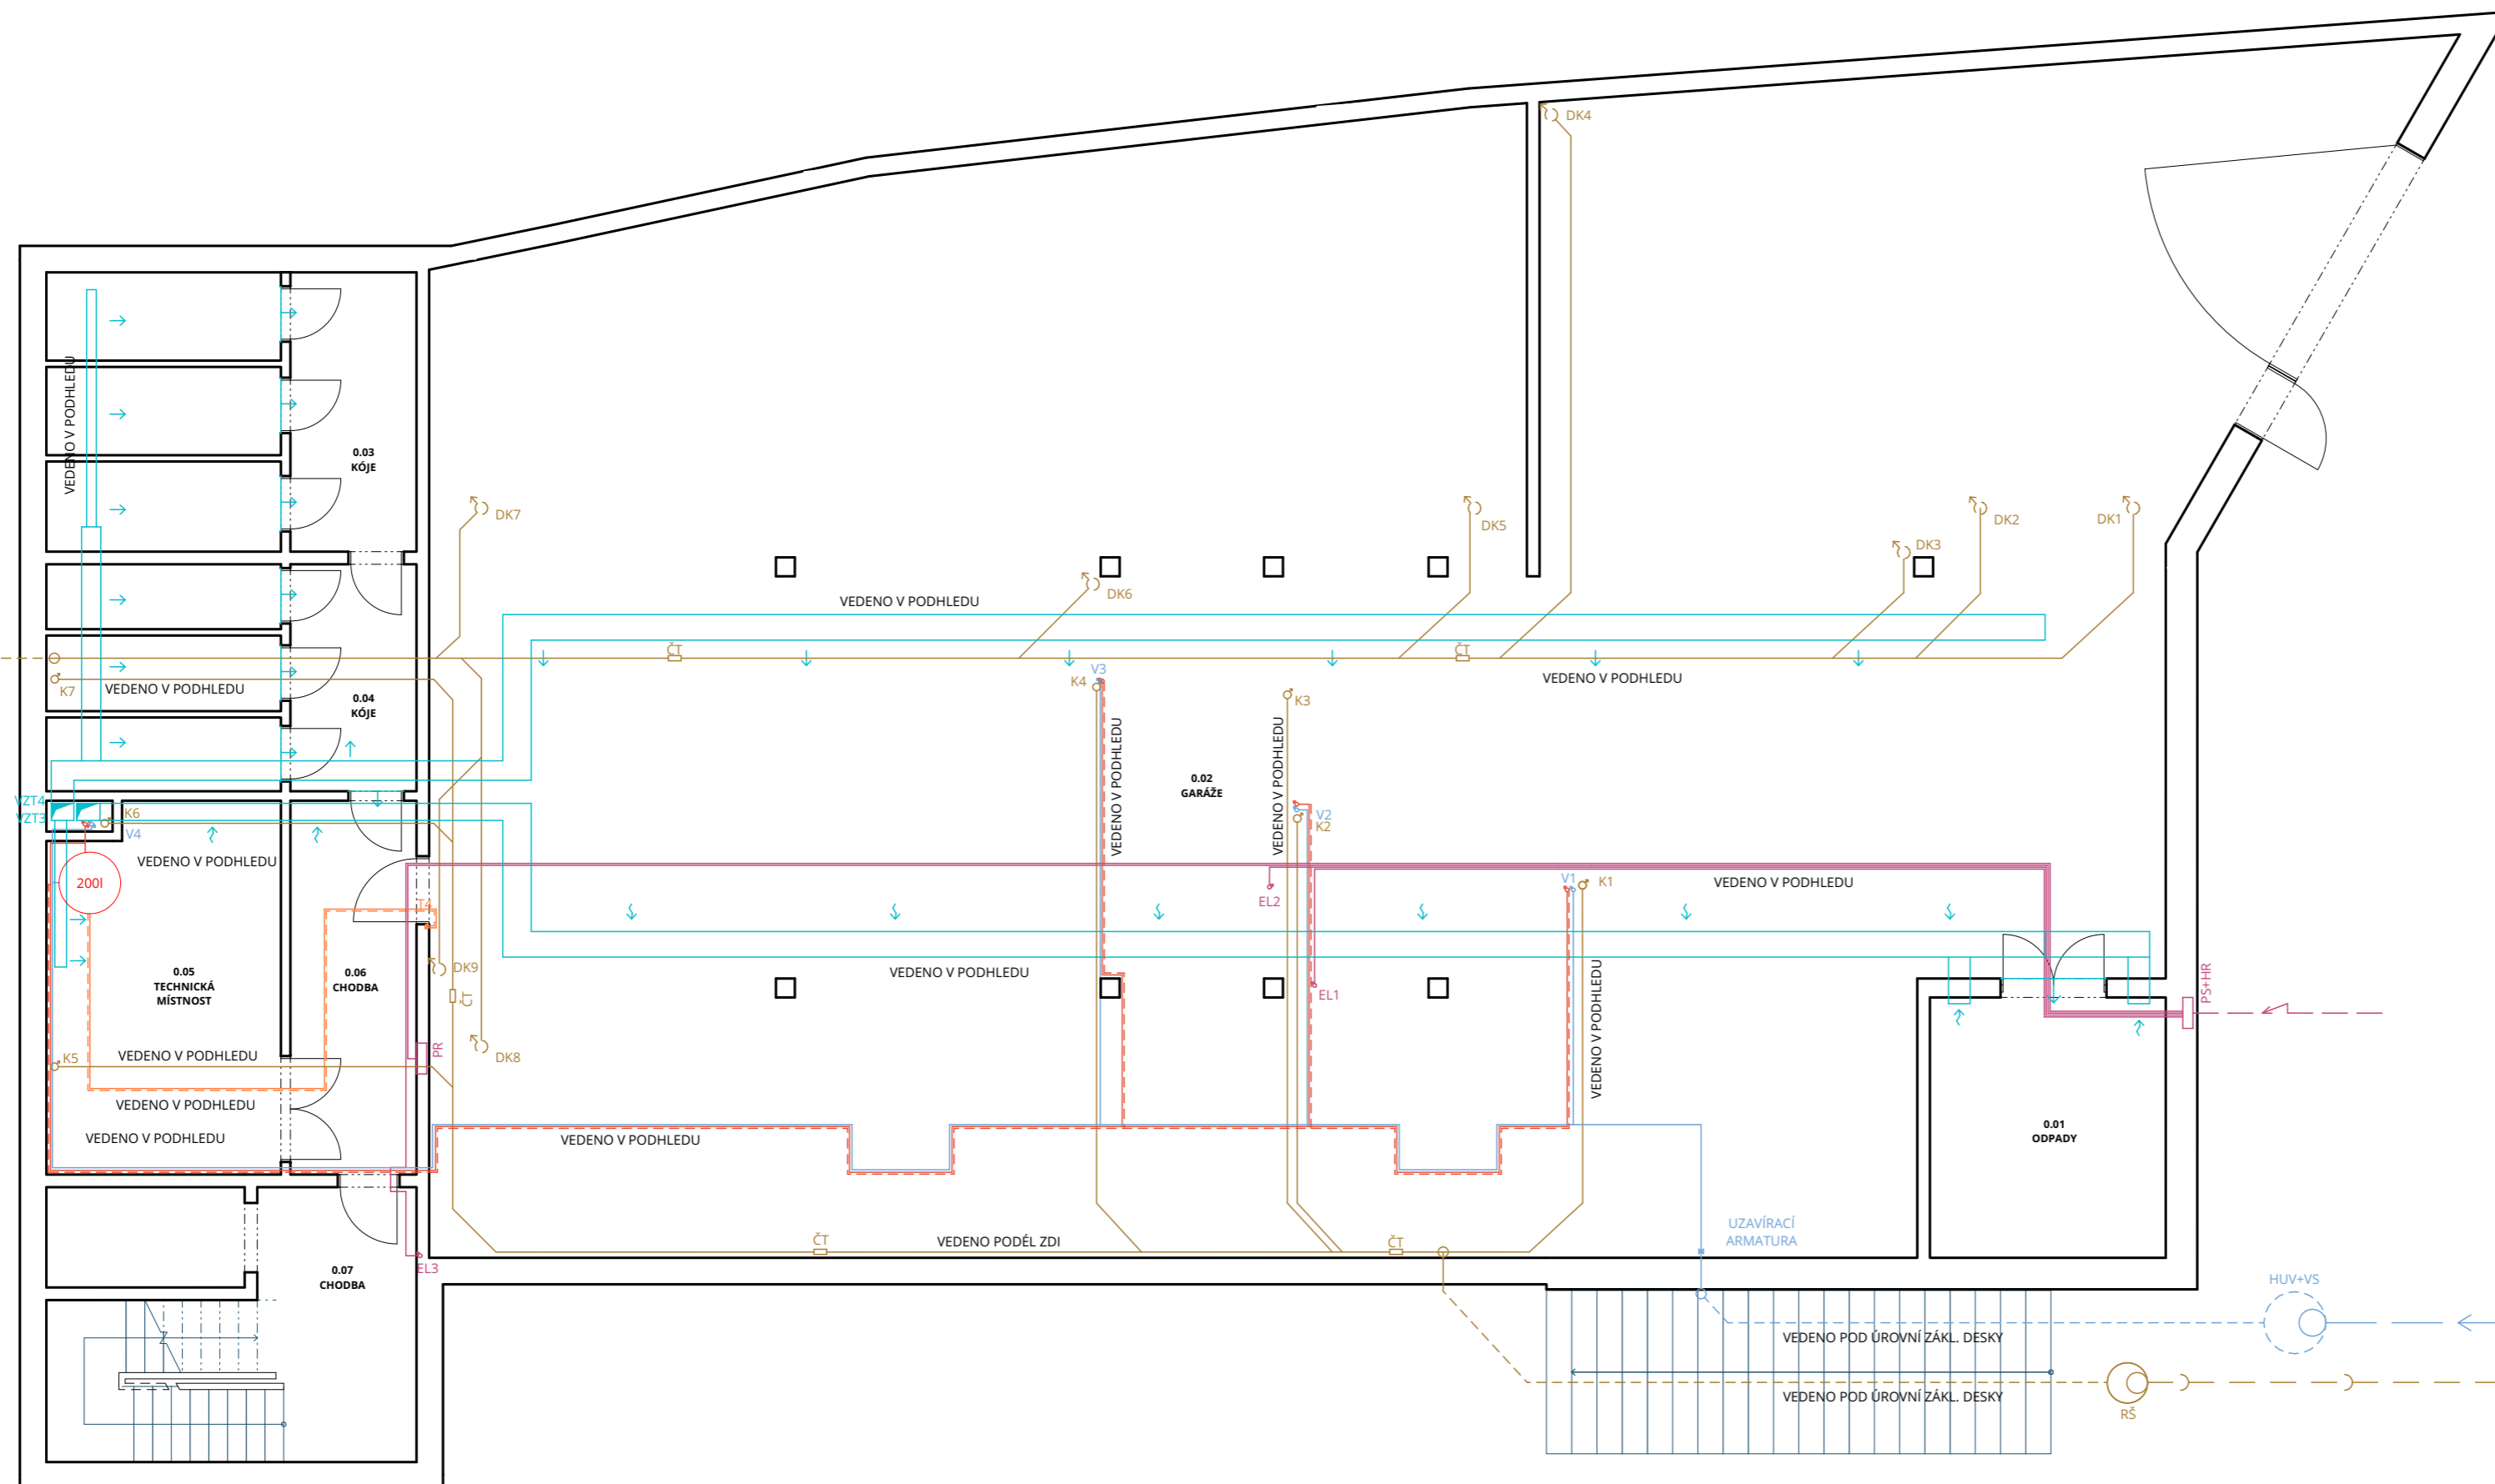 DK4
VEDENO V PODHLEDU
0.03
KÓJE
DK7
DK5
DK2
DK1
DK3
DK6
VEDENO V PODHLEDU
ČT
ČT
V3
K4
K7
VEDENO V PODHLEDU
VEDENO V PODHLEDU
K3
0.04
KÓJE
VEDENO V PODHLEDU
VEDENO V PODHLEDU
0.02
GARÁŽE
VZT4
VZT3
K6
V4
V2
K2
VEDENO V PODHLEDU
200l
V1
K1
VEDENO V PODHLEDU
EL2
T4
DK9
0.05
TECHNICKÁ
MÍSTNOST
0.06
CHODBA
VEDENO V PODHLEDU
ČT
EL1
VEDENO V PODHLEDU
PS+HR
K5
VEDENO V PODHLEDU
PR
DK8
VEDENO V PODHLEDU
VEDENO V PODHLEDU
VEDENO V PODHLEDU
0.01
ODPADY
UZAVÍRACÍ
ARMATURA
ČT
VEDENO PODÉL ZDI
ČT
EL3
0.07
CHODBA
HUV+VS
VEDENO POD ÚROVNÍ ZÁKL. DESKY
VEDENO POD ÚROVNÍ ZÁKL. DESKY
RŠ